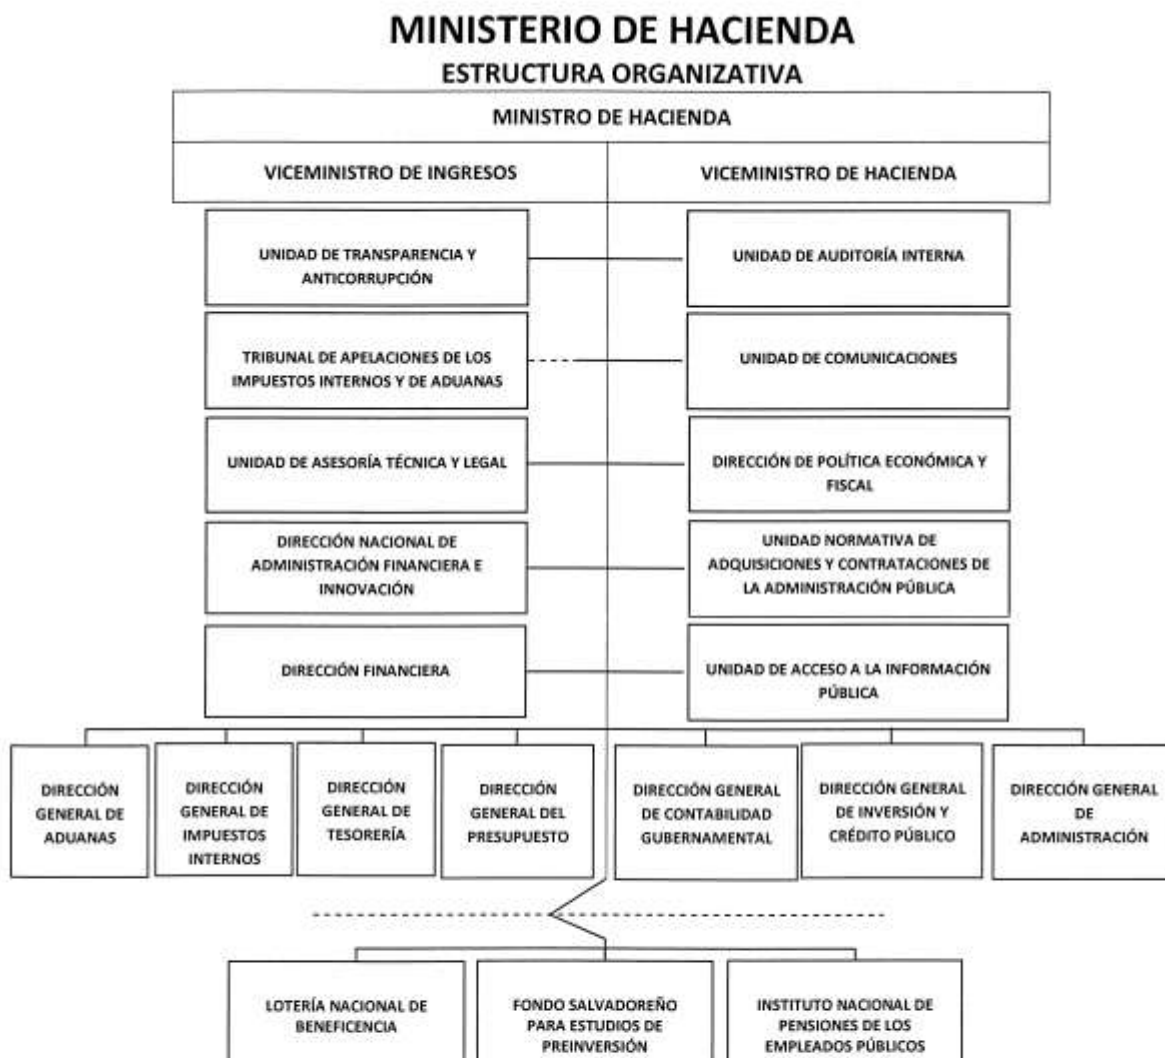 MINISTERIO DE HACIENDA
ESTRUCTURA ORGANIZATIVA
MINISTRO DE HACIENDA
VICEMINISTRO DE INGRESOS
VICEMINISTRO DE HACIENDA
UNIDAD DE TRANSPARENCIA Y
ANTICORRUPCIÓN
UNIDAD DE AUDITORÍA INTERNA
TRIBUNAL DE APELACIONES DE LOS
IMPUESTOS INTERNOS Y DE ADUANAS
UNIDAD DE COMUNICACIONES
UNIDAD DE ASESORÍA TÉCNICA Y LEGAL
DIRECCIÓN DE POLÍTICA ECONÓMICA Y
FISCAL
DIRECCIÓN NACIONAL DE
ADMINISTRACIÓN FINANCIERA E
INNOVACIÓN
UNIDAD NORMATIVA DE
ADQUISICIONES Y CONTRATACIONES DE
LA ADMINISTRACIÓN PÚBLICA
DIRECCIÓN FINANCIERA
UNIDAD DE ACCESO A LA INFORMACIÓN
PÚBLICA
DIRECCIÓN
GENERAL DE
ADUANAS
DIRECCIÓN
GENERAL DE
IMPUESTOS
INTERNOS
DIRECCIÓN
GENERAL DE
TESORERÍA
DIRECCIÓN
GENERAL DEL
PRESUPUESTO
DIRECCIÓN GENERAL
DE CONTABILIDAD
GUBERNAMENTAL
DIRECCIÓN GENERAL
DE INVERSIÓN Y
CRÉDITO PÚBLICO
DIRECCIÓN GENERAL
DE
ADMINISTRACIÓN
LOTERÍA NACIONAL DE
BENEFICENCIA
FONDO SALVADOREÑO
PARA ESTUDIOS DE
PREINVERSIÓN
INSTITUTO NACIONAL DE
PENSIONES DE LOS
EMPLEADOS PÚBLICOS